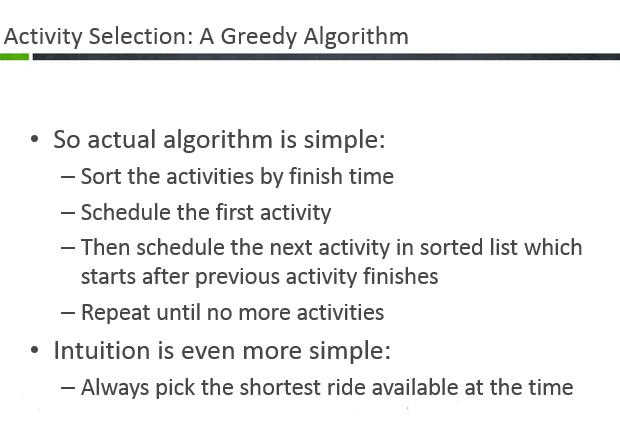 Activity Selection: A Greedy Algorithm
• So actual algorithm is simple:
– Sort the activities by finish time
– Schedule the first activity
– Then schedule the next activity in sorted list which
starts after previous activity finishes
– Repeat until no more activities
• Intuition is even more simple:
– Always pick the shortest ride available at the time